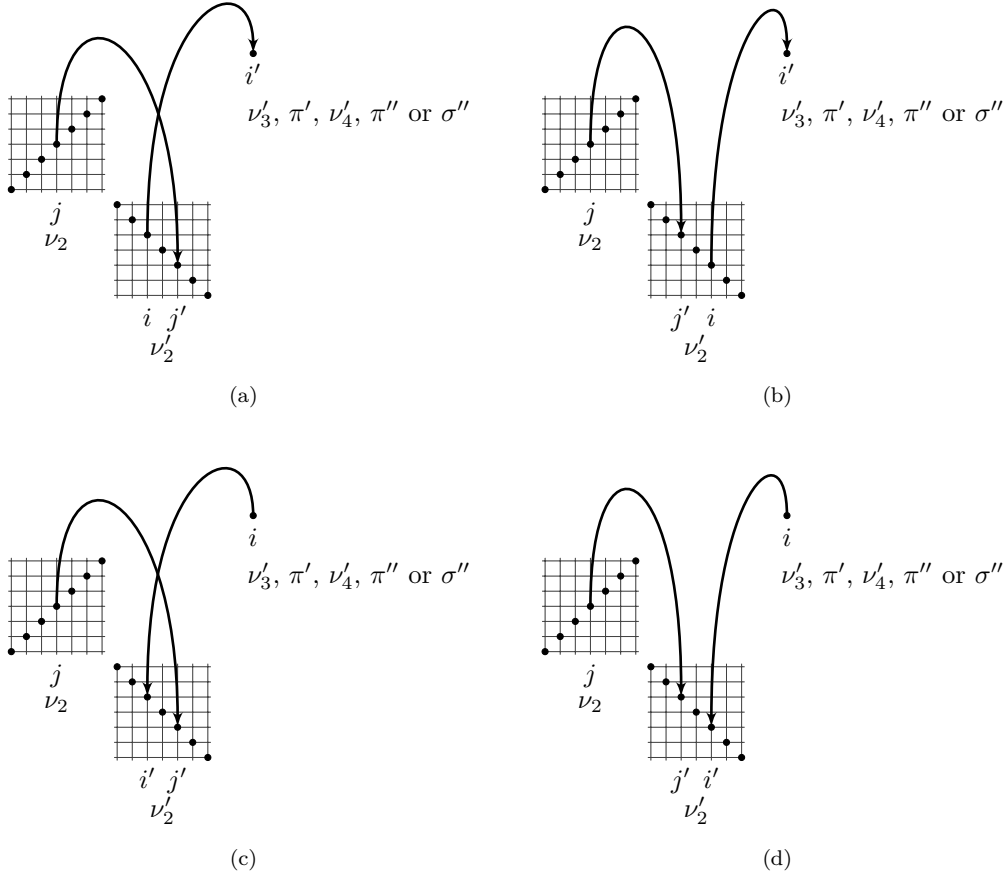 i′
ν′₃, π′, ν′₄, π″ or σ″
j
ν₂
i j′
ν′₂
(a)
i′
ν′₃, π′, ν′₄, π″ or σ″
j
ν₂
j′ i
ν′₂
(b)
i
ν′₃, π′, ν′₄, π″ or σ″
j
ν₂
i′ j′
ν′₂
(c)
i
ν′₃, π′, ν′₄, π″ or σ″
j
ν₂
j′ i′
ν′₂
(d)